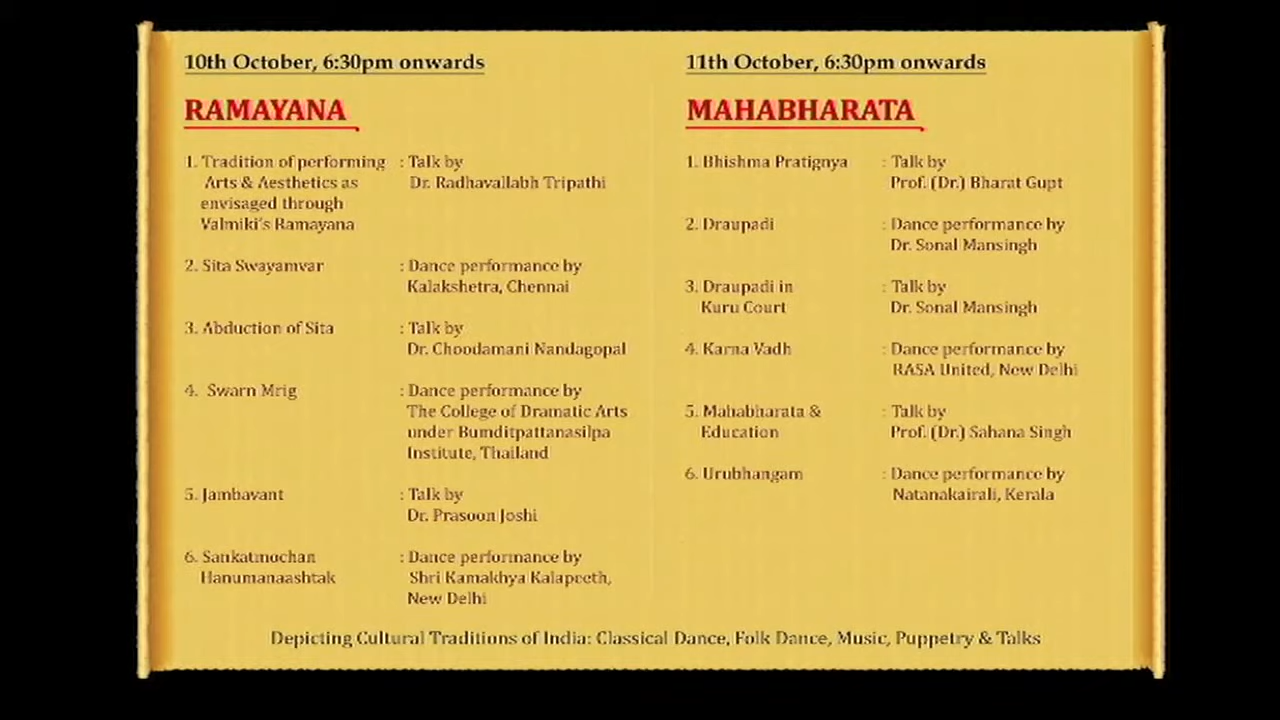 10th October, 6:30pm onwards
RAMAYANA
1. Tradition of performing : Talk by
Arts & Aesthetics as Dr. Radhavallabh Tripathi
envisaged through
Valmiki's Ramayana
2. Sita Swayamvar : Dance performance by
Kalakshetra, Chennai
3. Abduction of Sita : Talk by
Dr. Choodamani Nandagopal
4. Swarn Mrig : Dance performance by
The College of Dramatic Arts
under Bumditpattanasilpa
Institute, Thailand
5. Jambavant : Talk by
Dr. Prasoon Joshi
6. Sankatmochan : Dance performance by
Hanumanaashtak Shri Kamakhya Kalapeeth,
New Delhi
11th October, 6:30pm onwards
MAHABHARATA
1. Bhishma Pratignya : Talk by
Prof. (Dr.) Bharat Gupt
2. Draupadi : Dance performance by
Dr. Sonal Mansingh
3. Draupadi in : Talk by
Kuru Court Dr. Sonal Mansingh
4. Karna Vadh : Dance performance by
RASA United, New Delhi
5. Mahabharata & : Talk by
Education Prof. (Dr.) Sahana Singh
6. Urubhangam : Dance performance by
Natanakairali, Kerala
Depicting Cultural Traditions of India: Classical Dance, Folk Dance, Music, Puppetry & Talks